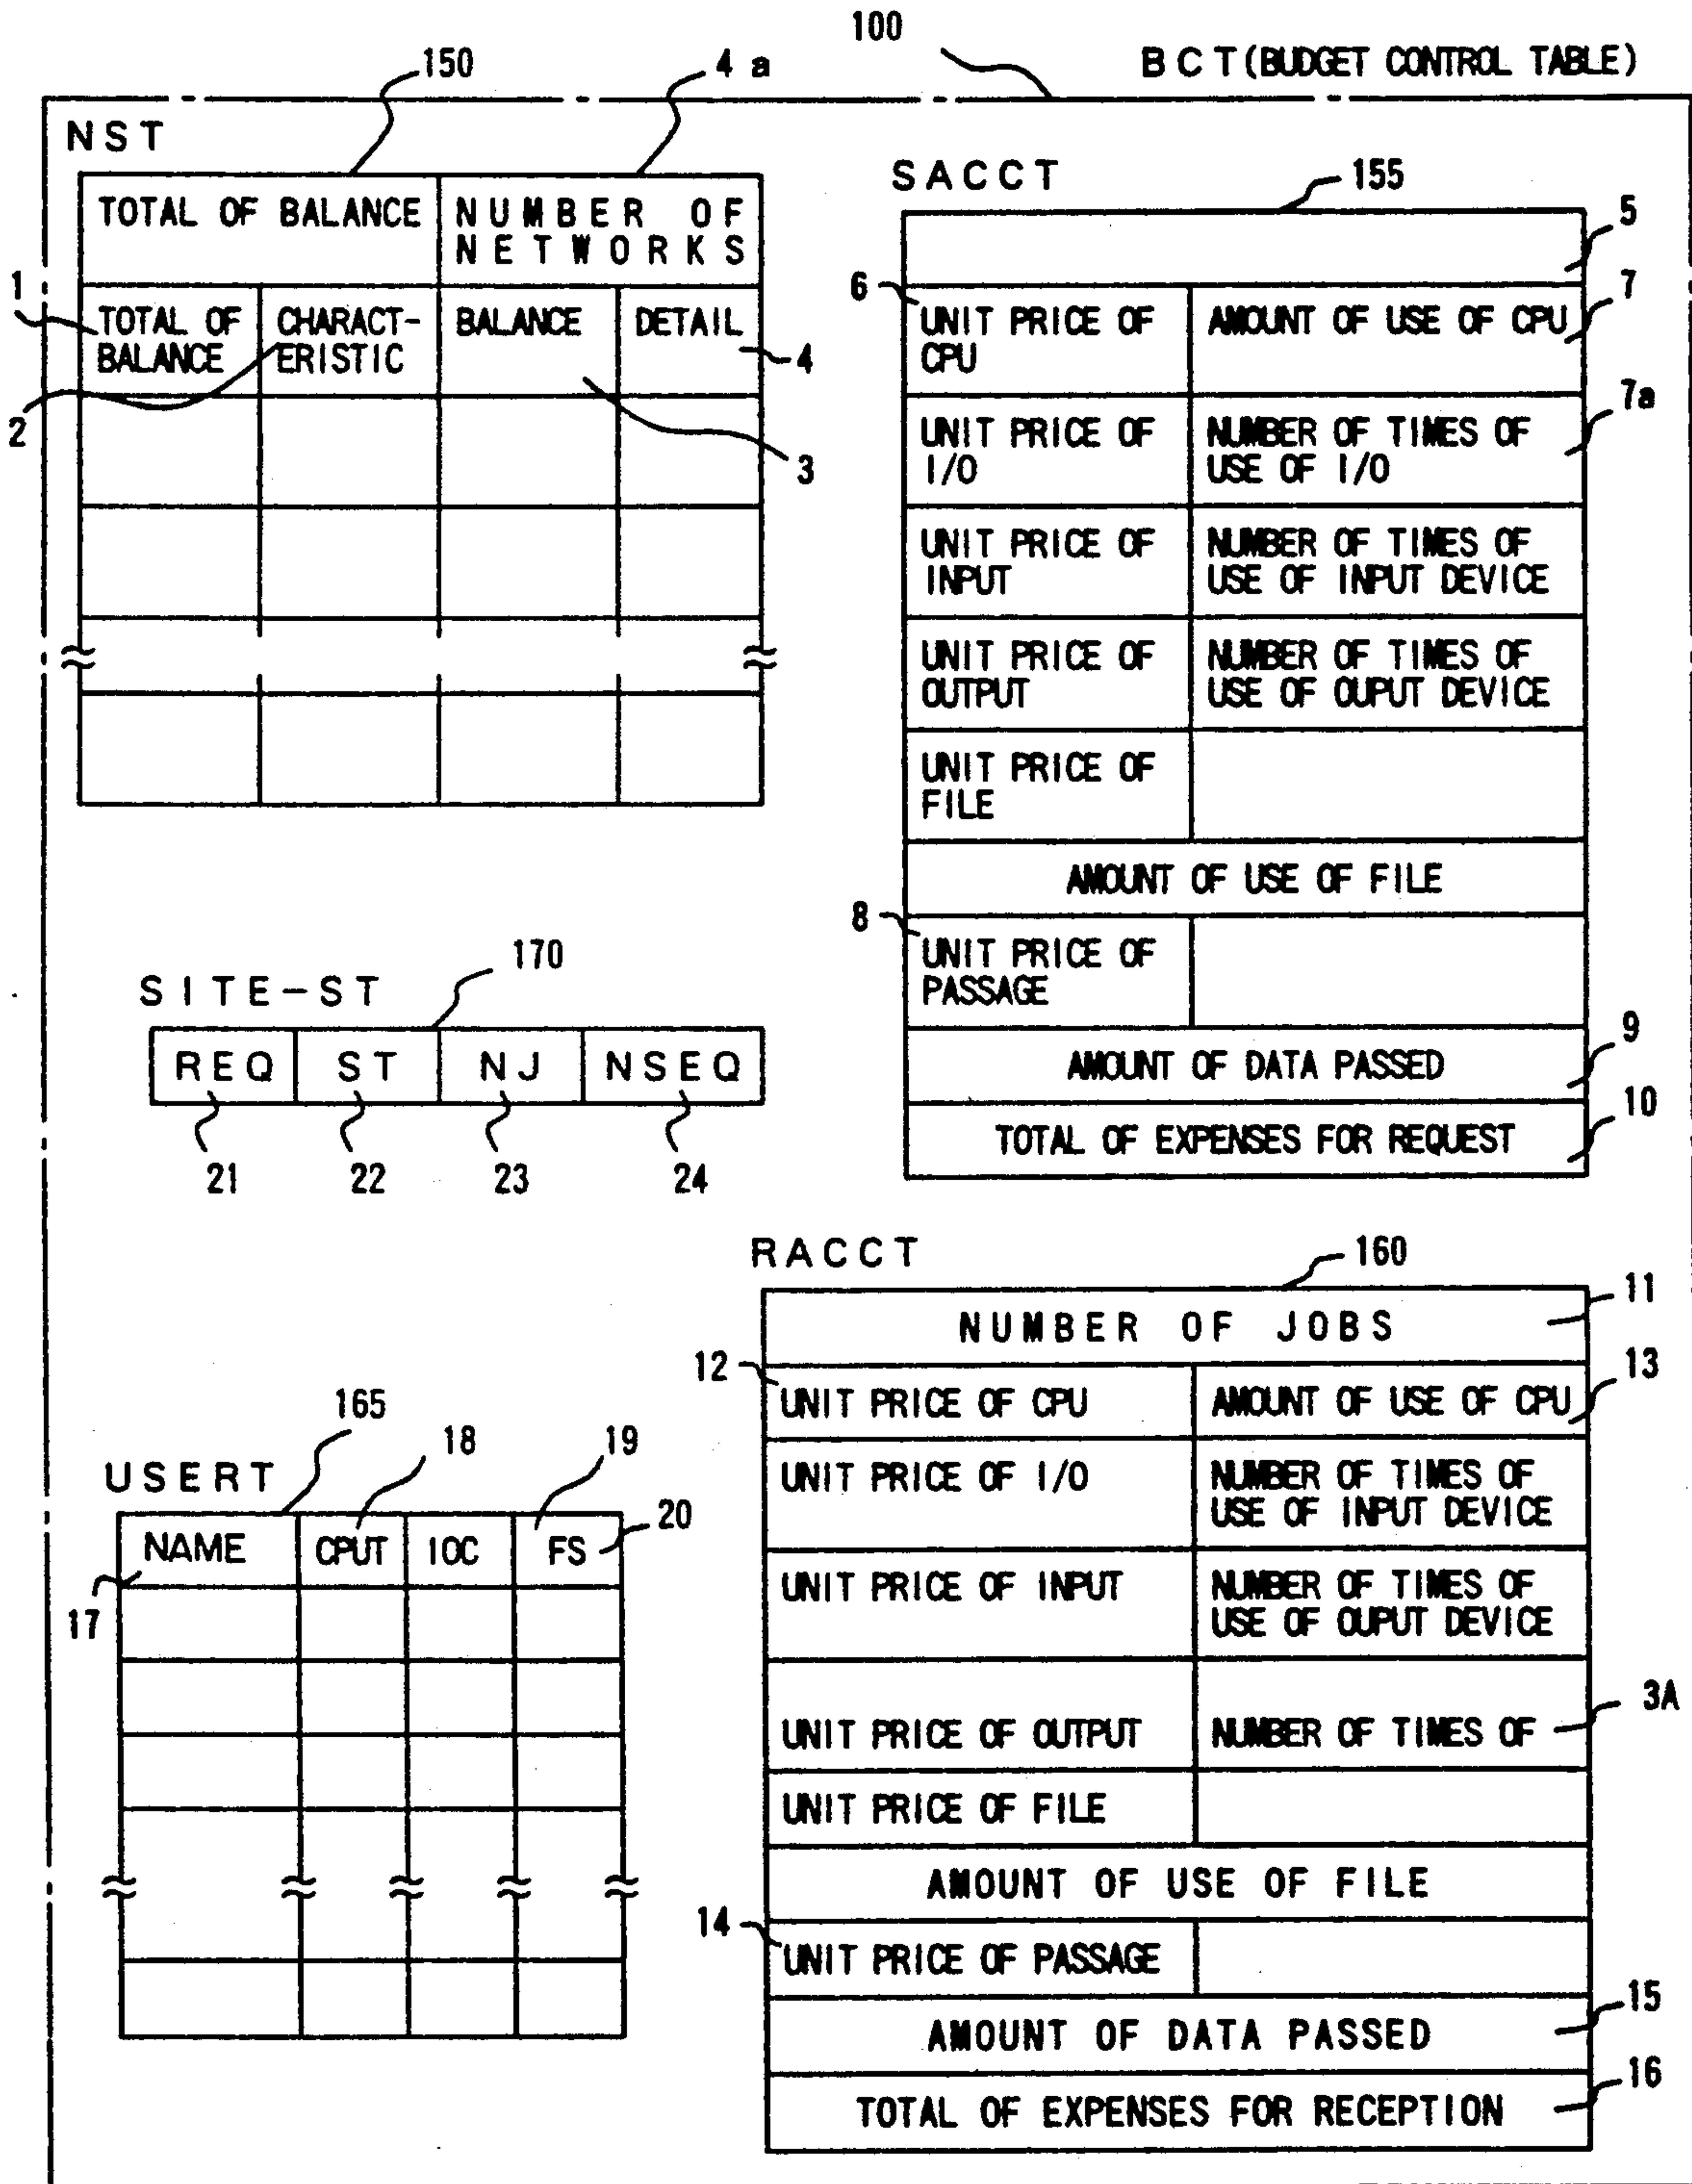 100
BCT(BUDGET CONTROL TABLE)
150
4a
NST
TOTAL OF BALANCE
NUMBER OF
NETWORKS
1
TOTAL OF
BALANCE
CHARACT-
ERISTIC
BALANCE
DETAIL
4
2
3
SACCT
155
5
6
UNIT PRICE OF
CPU
AMOUNT OF USE OF CPU
7
UNIT PRICE OF
I/O
NUMBER OF TIMES OF
USE OF I/O
7a
UNIT PRICE OF
INPUT
NUMBER OF TIMES OF
USE OF INPUT DEVICE
UNIT PRICE OF
OUTPUT
NUMBER OF TIMES OF
USE OF OUPUT DEVICE
UNIT PRICE OF
FILE
AMOUNT OF USE OF FILE
8
UNIT PRICE OF
PASSAGE
AMOUNT OF DATA PASSED
9
TOTAL OF EXPENSES FOR REQUEST
10
SITE-ST
170
REQ
ST
NJ
NSEQ
21
22
23
24
RACCT
160
NUMBER OF JOBS
11
12
UNIT PRICE OF CPU
AMOUNT OF USE OF CPU
13
UNIT PRICE OF I/O
NUMBER OF TIMES OF
USE OF INPUT DEVICE
UNIT PRICE OF INPUT
NUMBER OF TIMES OF
USE OF OUPUT DEVICE
UNIT PRICE OF OUTPUT
NUMBER OF TIMES OF
3A
UNIT PRICE OF FILE
AMOUNT OF USE OF FILE
14
UNIT PRICE OF PASSAGE
AMOUNT OF DATA PASSED
15
TOTAL OF EXPENSES FOR RECEPTION
16
USERT
165
18
19
NAME
CPUT
IOC
FS
20
17